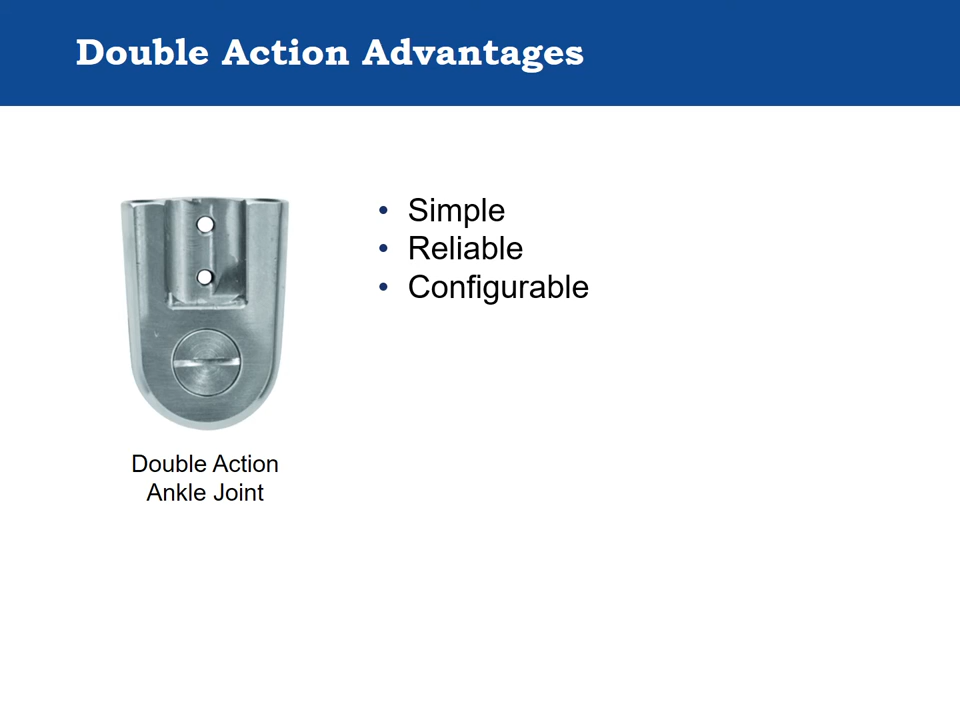 Double Action Advantages
• Simple
• Reliable
• Configurable
Double Action
Ankle Joint